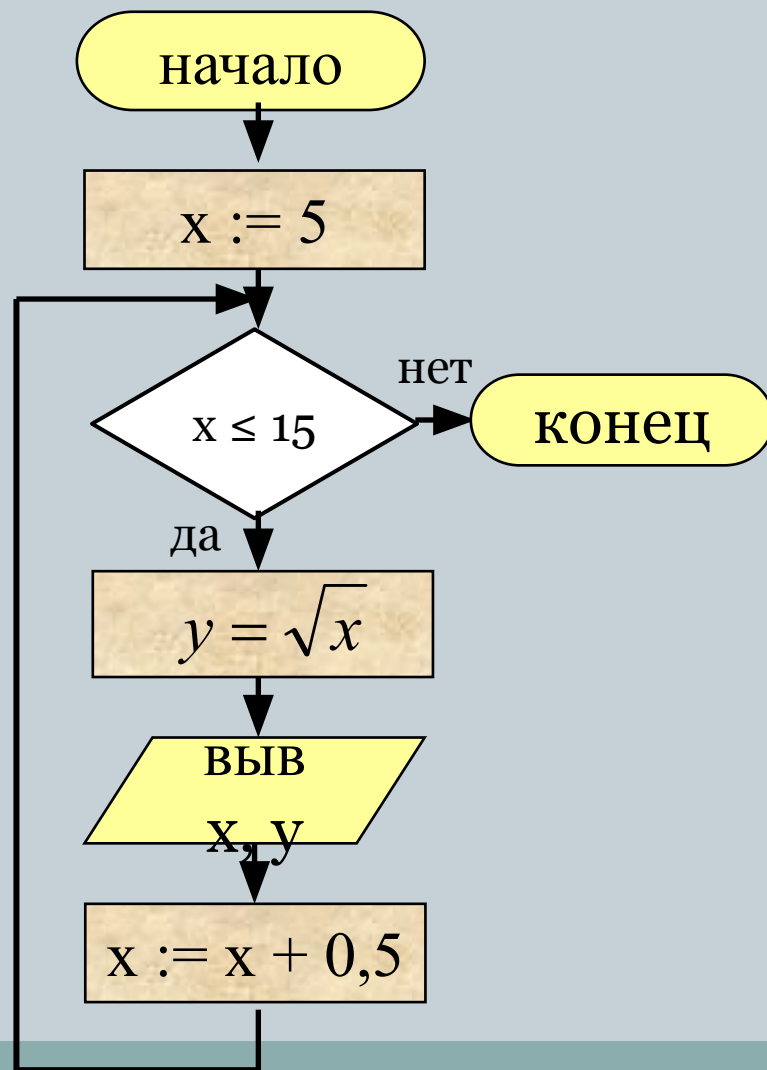 начало
x := 5
нет
x ≤ 15
конец
да
y = √x
выв
x, y
x := x + 0,5